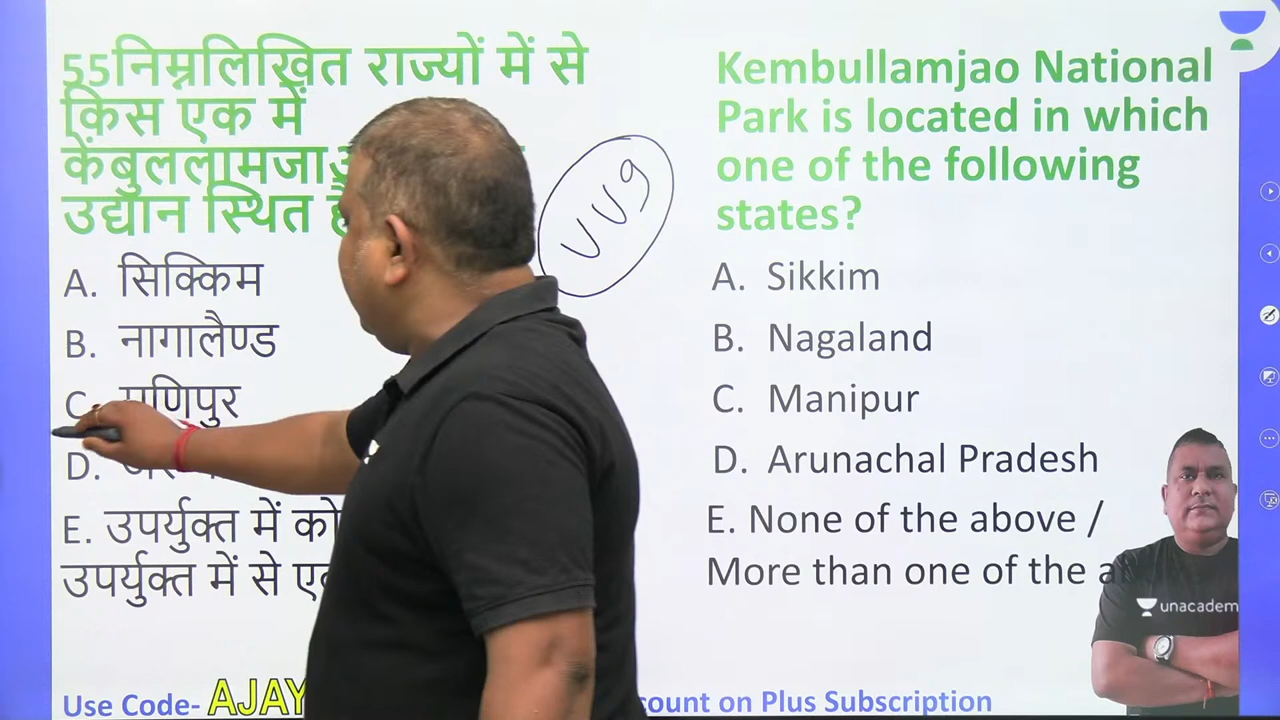 55निम्नलिखित राज्यों में से
किस एक में
उद्यान स्थित
A. सिक्किम
B. नागालैण्ड
C. मणिपुर
D.
E. उपर्युक्त में
उपर्युक्त में से
VVg
Kembullamjao National
Park is located in which
one of the following
states?
A. Sikkim
B. Nagaland
C. Manipur
D. Arunachal Pradesh
E. None of the above /
More than one of the
unacadem
Use Code- AJAY
count on Plus Subscription